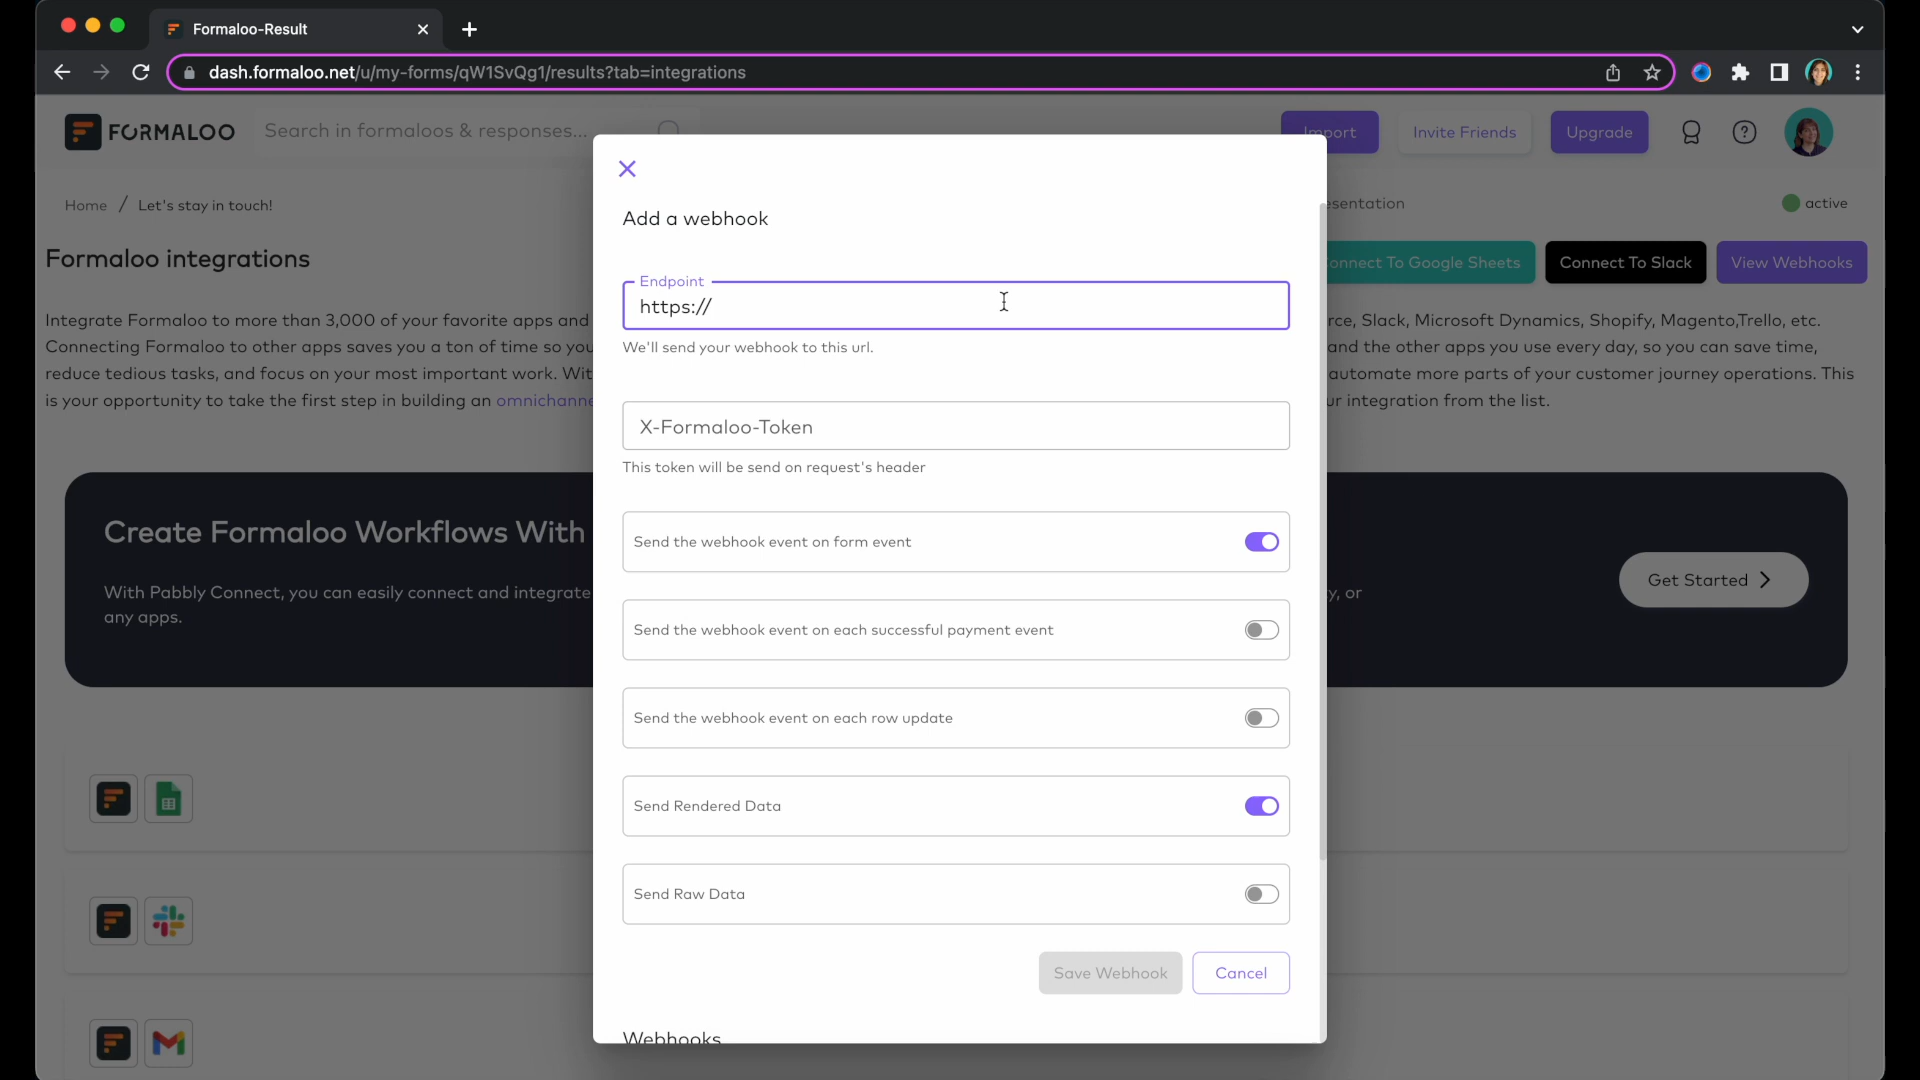 Formaloo-Result
dash.formaloo.net/u/my-forms/qW1SvQg1/results?tab=integrations
FORMALOO
Search in formaloos & responses...
Import
Invite Friends
Upgrade
Home / Let's stay in touch!
esentation
active
Formaloo integrations
onnect To Google Sheets
Connect To Slack
View Webhooks
Integrate Formaloo to more than 3,000 of your favorite apps and
rce, Slack, Microsoft Dynamics, Shopify, Magento,Trello, etc.
Connecting Formaloo to other apps saves you a ton of time so you
and the other apps you use every day, so you can save time,
reduce tedious tasks, and focus on your most important work. Wit
automate more parts of your customer journey operations. This
is your opportunity to take the first step in building an omnichanne
ur integration from the list.
Create Formaloo Workflows With
With Pabbly Connect, you can easily connect and integrate
y, or
any apps.
Get Started
Add a webhook
Endpoint
https://
We'll send your webhook to this url.
X-Formaloo-Token
This token will be send on request's header
Send the webhook event on form event
Send the webhook event on each successful payment event
Send the webhook event on each row update
Send Rendered Data
Send Raw Data
Save Webhook
Cancel
Webhooks